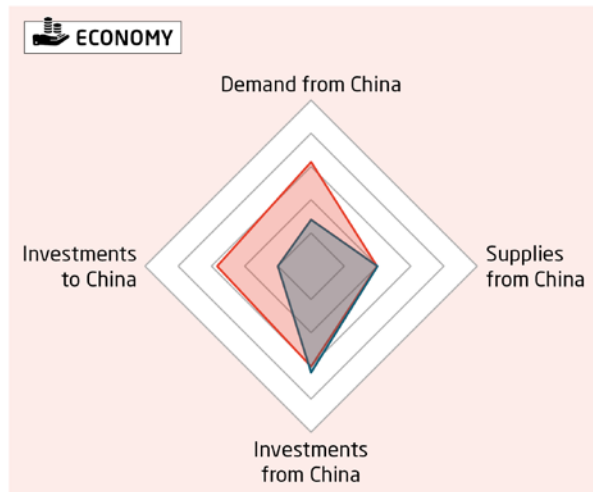 ECONOMY
Demand from China
Investments
to China
Supplies
from China
Investments
from China